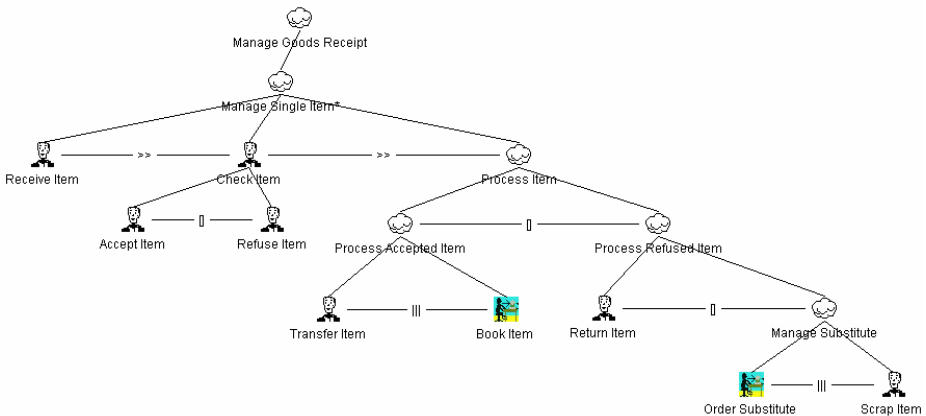 Manage Goods Receipt
Manage Single Item*
>> >>
Receive Item Check Item Process Item
[] []
Accept Item Refuse Item Process Accepted Item Process Refused Item
||| []
Transfer Item Book Item Return Item Manage Substitute
|||
Order Substitute Scrap Item